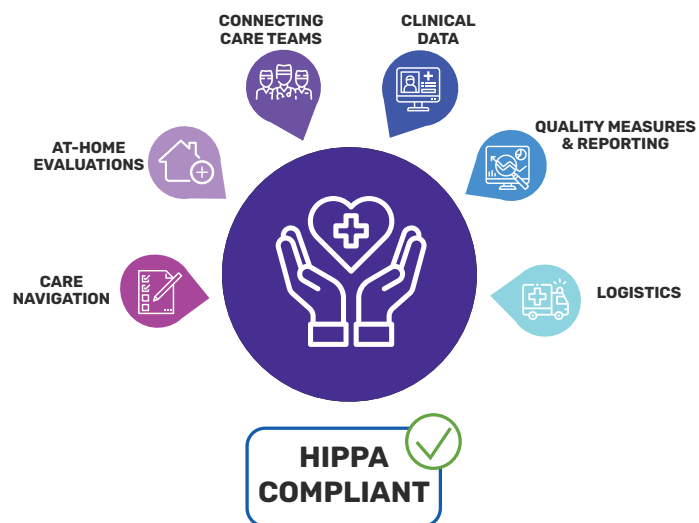 CONNECTING
CARE TEAMS
CLINICAL
DATA
AT-HOME
EVALUATIONS
QUALITY MEASURES
& REPORTING
CARE
NAVIGATION
LOGISTICS
HIPPA
COMPLIANT